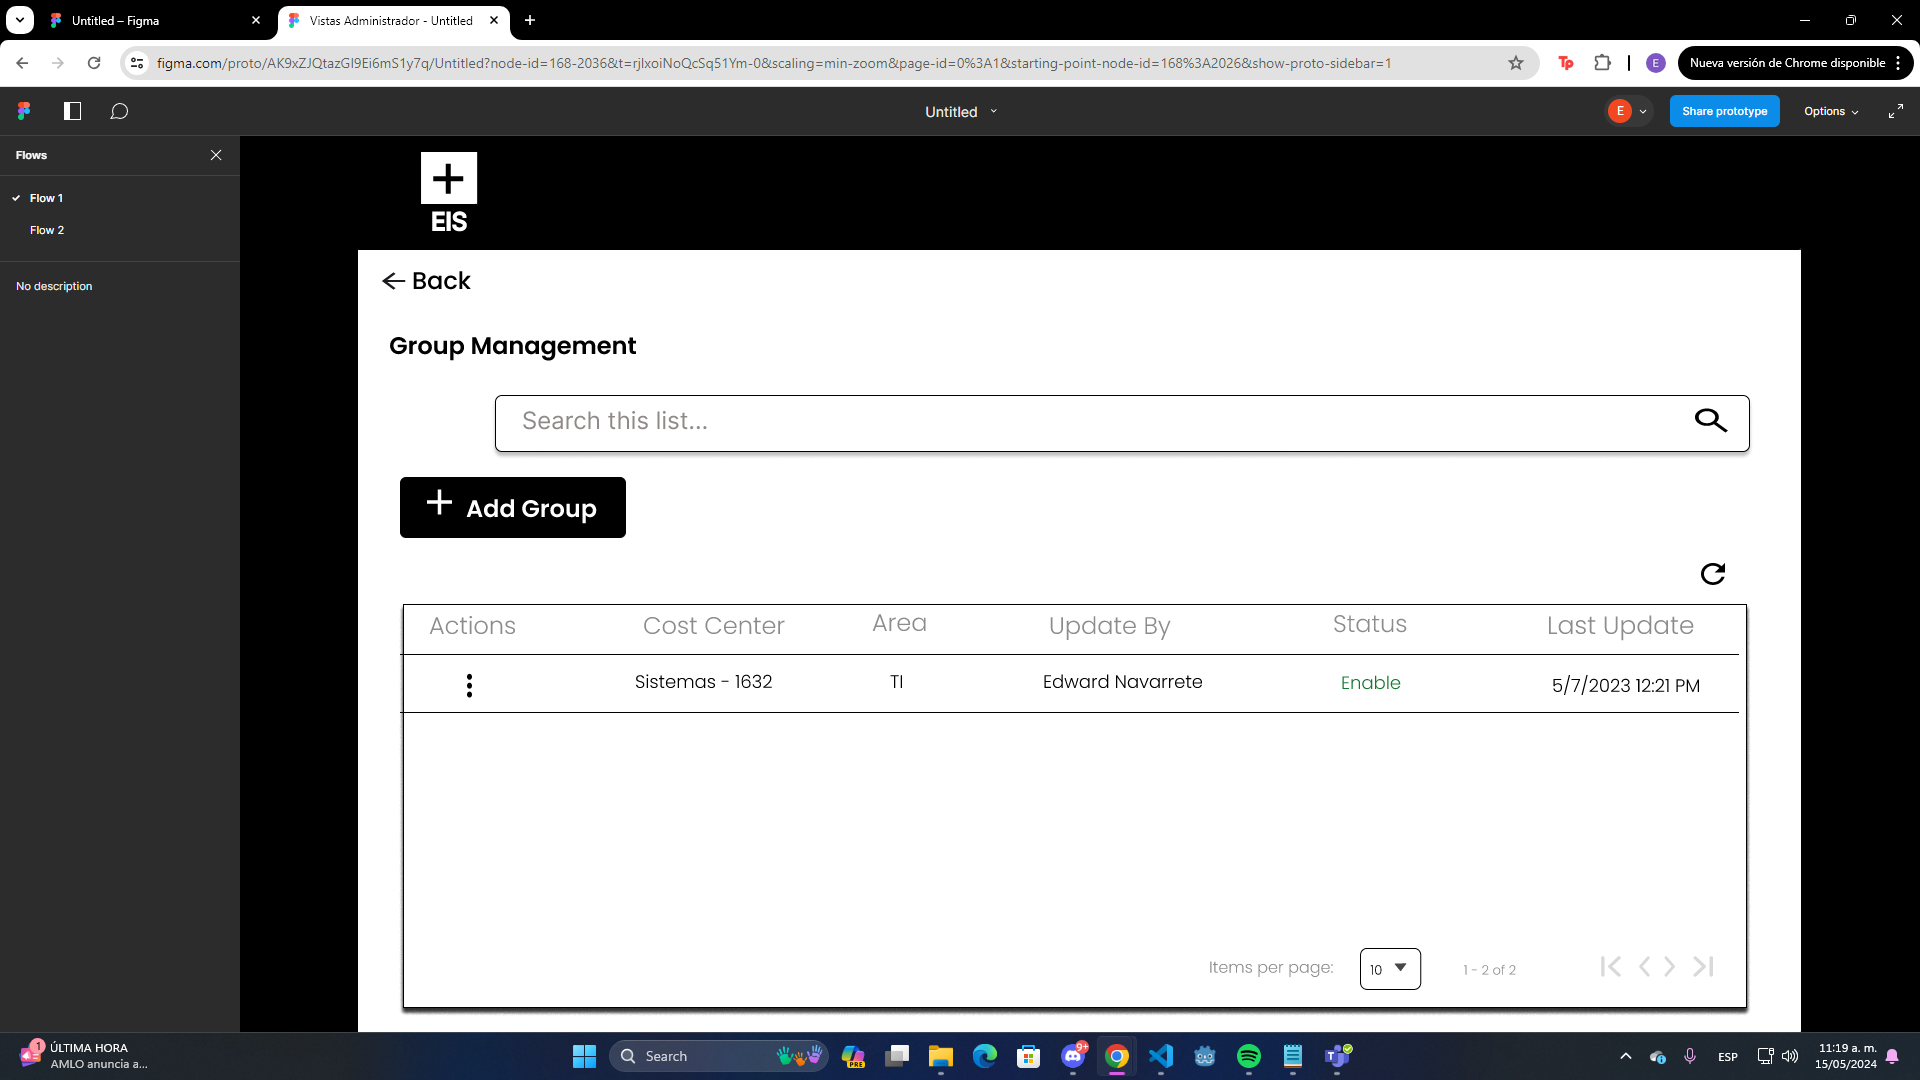 Untitled – Figma
Vistas Administrador - Untitled
figma.com/proto/AK9xZJQtazGI9Ei6mS1y7q/Untitled?node-id=168-2036&t=rjlxoiNoQcSq51Ym-0&scaling=min-zoom&page-id=0%3A1&starting-point-node-id=168%3A2026&show-proto-sidebar=1
E
Nueva versión de Chrome disponible
Untitled
E
Share prototype
Options
Flows
Flow 1
Flow 2
No description
EIS
Back
Group Management
Search this list...
Add Group
Actions Cost Center Area Update By Status Last Update
Sistemas - 1632 TI Edward Navarrete Enable 5/7/2023 12:21 PM
Items per page: 10 1 - 2 of 2
1
ÚLTIMA HORA
AMLO anuncia a...
Search
PRE
9+
ESP
11:19 a. m.
15/05/2024